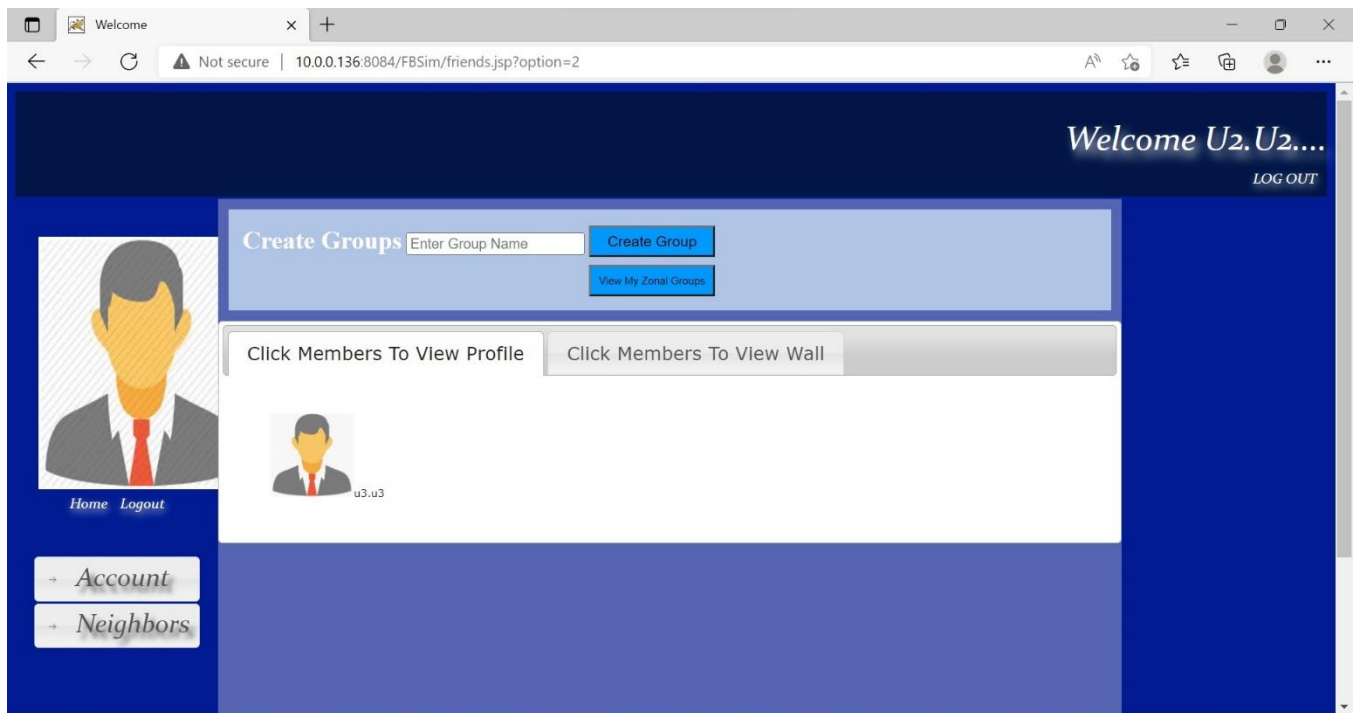 Welcome
Not secure | 10.0.0.136:8084/FBSim/friends.jsp?option=2
Welcome U2.U2....
LOG OUT
Create Groups Enter Group Name Create Group
View My Zonal Groups
Click Members To View Profile Click Members To View Wall
u3.u3
Home Logout
Account
Neighbors